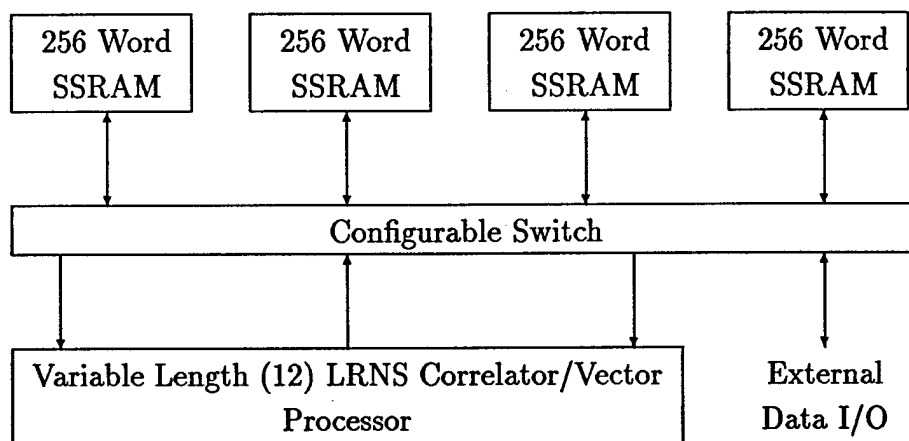 256 Word
SSRAM
256 Word
SSRAM
256 Word
SSRAM
256 Word
SSRAM
Configurable Switch
Variable Length (12) LRNS Correlator/Vector
Processor
External
Data I/O